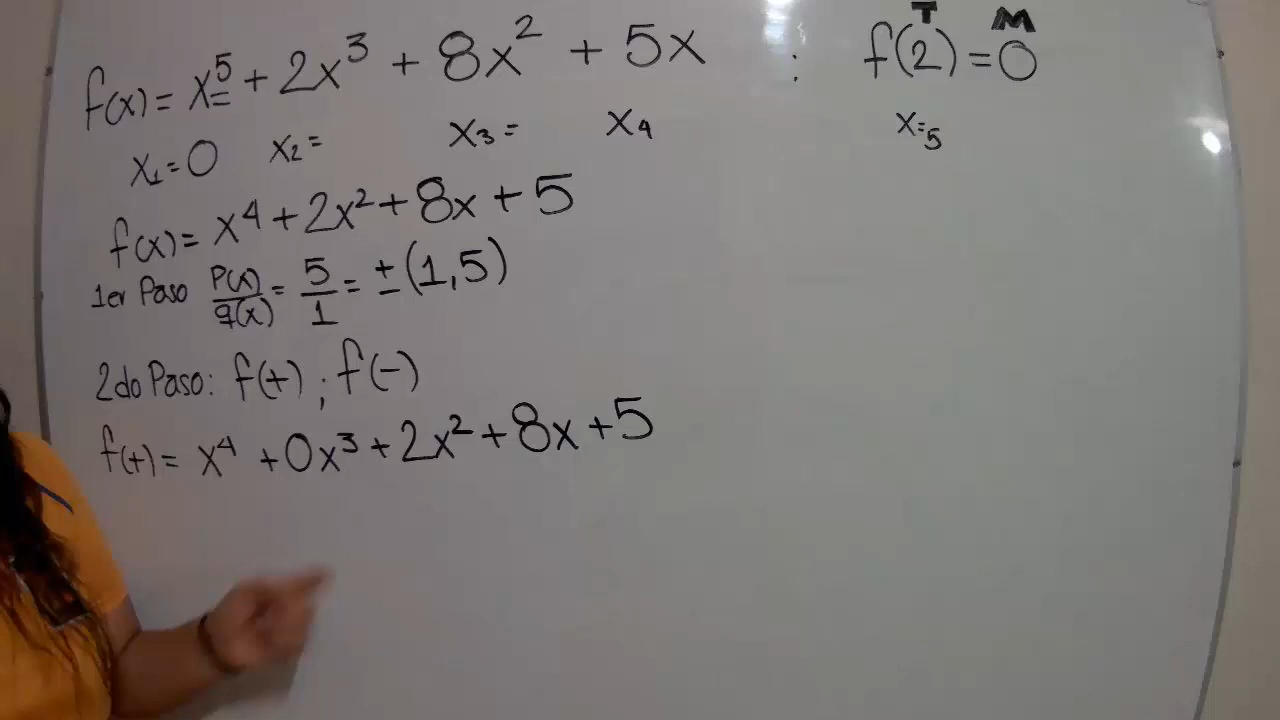 f(x) = x⁵ + 2x³ + 8x² + 5x : f(2) = 0
T M
x₁ = 0 x₂ = x₃ = x₄ x = 5
f(x) = x⁴ + 2x² + 8x + 5
1er Paso P(x)/q(x) = 5/1 = ± (1,5)
2do Paso: f(+) ; f(-)
f(+) = x⁴ + 0x³ + 2x² + 8x + 5